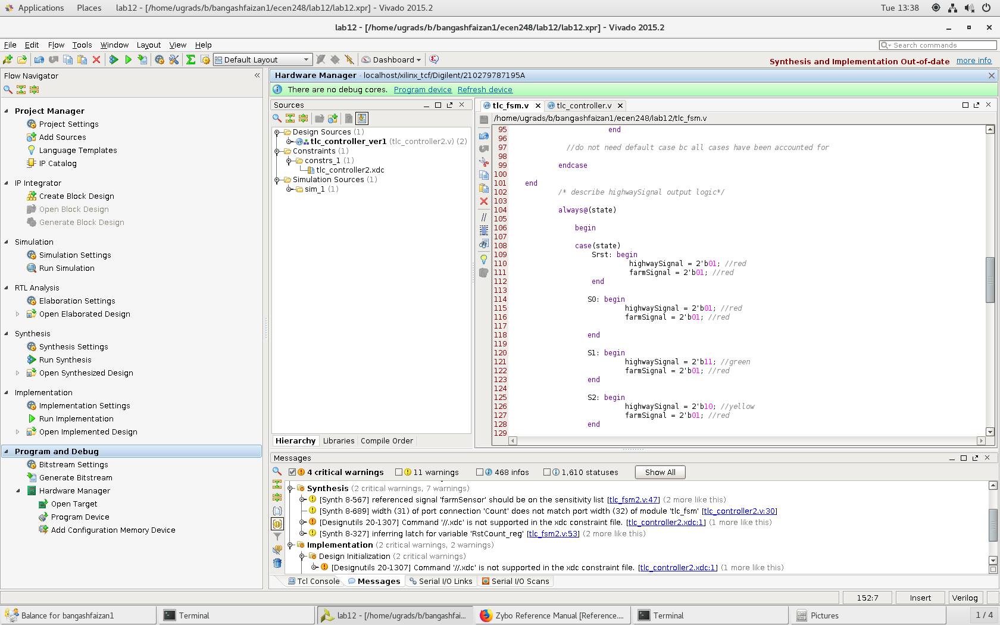 Applications Places lab12 - [/home/ugrads/b/bangashfaizan1/ecen248/lab12/lab12.xpr] - Vivado 2015.2 Tue 13:38
lab12 - [/home/ugrads/b/bangashfaizan1/ecen248/lab12/lab12.xpr] - Vivado 2015.2
File Edit Flow Tools Window Layout View Help Search commands
Default Layout Dashboard Synthesis and Implementation Out-of-date more info
Flow Navigator
Project Manager
Project Settings
Add Sources
Language Templates
IP Catalog
IP Integrator
Create Block Design
Open Block Design
Generate Block Design
Simulation
Simulation Settings
Run Simulation
RTL Analysis
Elaboration Settings
Open Elaborated Design
Synthesis
Synthesis Settings
Run Synthesis
Open Synthesized Design
Implementation
Implementation Settings
Run Implementation
Open Implemented Design
Program and Debug
Bitstream Settings
Generate Bitstream
Hardware Manager
Open Target
Program Device
Add Configuration Memory Device
Hardware Manager - localhost/xilinx_tcf/Digilent/210279787195A
There are no debug cores. Program device Refresh device
Sources
Design Sources (1)
tlc_controller_ver1 (tlc_controller2.v) (2)
Constraints (1)
constrs_1 (1)
tlc_controller2.xdc
Simulation Sources (1)
sim_1 (1)
Hierarchy Libraries Compile Order
tlc_fsm.v tlc_controller.v
/home/ugrads/b/bangashfaizan1/ecen248/lab12/tlc_fsm.v
95 end
96
97 //do not need default case bc all cases have been accounted for
98
99 endcase
100
101 end
102 /* describe highwaySignal output logic*/
103
104 always@(state)
105
106 begin
107
108 case(state)
109 Srst: begin
110 highwaySignal = 2'b01; //red
111 farmSignal = 2'b01; //red
112 end
113
114 S0: begin
115 highwaySignal = 2'b01; //red
116 farmSignal = 2'b01; //red
117
118 end
119
120 S1: begin
121 highwaySignal = 2'b11; //green
122 farmSignal = 2'b01; //red
123 end
124
125 S2: begin
126 highwaySignal = 2'b10; //yellow
127 farmSignal = 2'b01; //red
128 end
129
Messages
4 critical warnings 11 warnings 468 infos 1,610 statuses Show All
Synthesis (2 critical warnings, 7 warnings)
[Synth 8-567] referenced signal 'farmSensor' should be on the sensitivity list [tlc_fsm2.v:47] (2 more like this)
[Synth 8-689] width (31) of port connection 'Count' does not match port width (32) of module 'tlc_fsm' [tlc_controller2.v:30]
[Designutils 20-1307] Command '//.xdc' is not supported in the xdc constraint file. [tlc_controller2.xdc:1] (1 more like this)
[Synth 8-327] inferring latch for variable 'RstCount_reg' [tlc_fsm2.v:53] (2 more like this)
Implementation (2 critical warnings, 2 warnings)
Design Initialization (2 critical warnings)
[Designutils 20-1307] Command '//.xdc' is not supported in the xdc constraint file. [tlc_controller2.xdc:1] (1 more like this)
Tcl Console Messages Serial I/O Links Serial I/O Scans
152:7 Insert Verilog
Balance for bangashfaizan1 Terminal lab12 - [/home/ugrads/b/bangashfai... Zybo Reference Manual [Reference.... Terminal Pictures 1 / 4